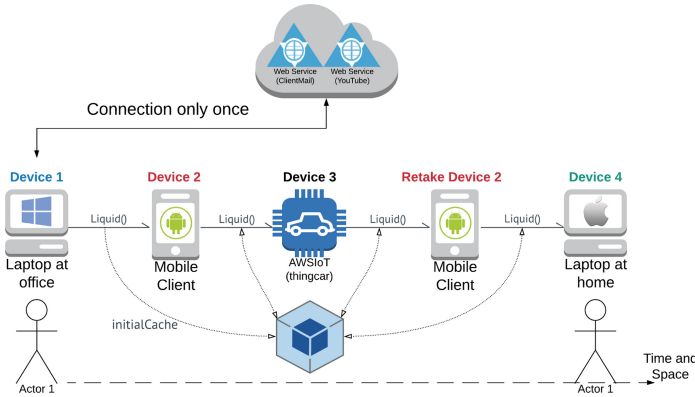 Web Service
(ClientMail)
Web Service
(YouTube)
Connection only once
Device 1
Device 2
Device 3
Retake Device 2
Device 4
Liquid()
Liquid()
Liquid()
Liquid()
Laptop at
office
Mobile
Client
AWSIoT
(thingcar)
Mobile
Client
Laptop at
home
initialCache
Time and
Space
Actor 1
Actor 1